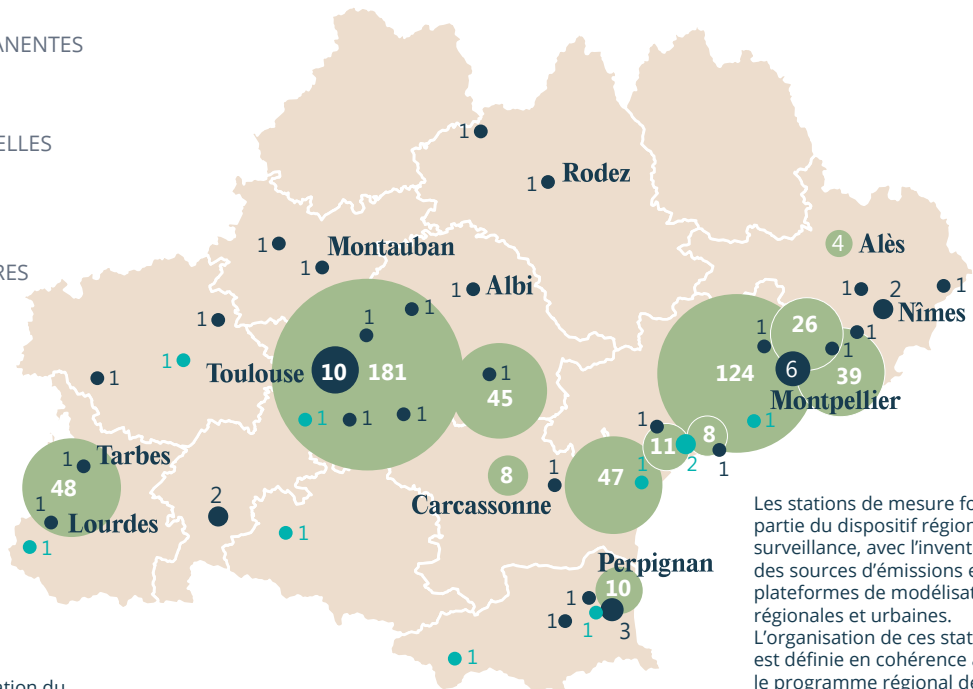 ANENTES
ELLES
RES
1
1 Rodez
1 Montauban
1
4 Alès
1 Albi
1 2 1
Nîmes
1 1
1 26 1
1
1
Toulouse 10 181
1
45
124 6 39
1
Montpellier
1
1 1
1
1
8
11
2
1
1 Tarbes
48
1
Lourdes
1
2
1
8
Carcassonne
1
47
1
Perpignan
10
1
1
1 3
1
Les stations de mesure fo
partie du dispositif région
surveillance, avec l’invent
des sources d’émissions e
plateformes de modélisat
régionales et urbaines.
L’organisation de ces stat
est définie en cohérence a
le programme régional de
ation du